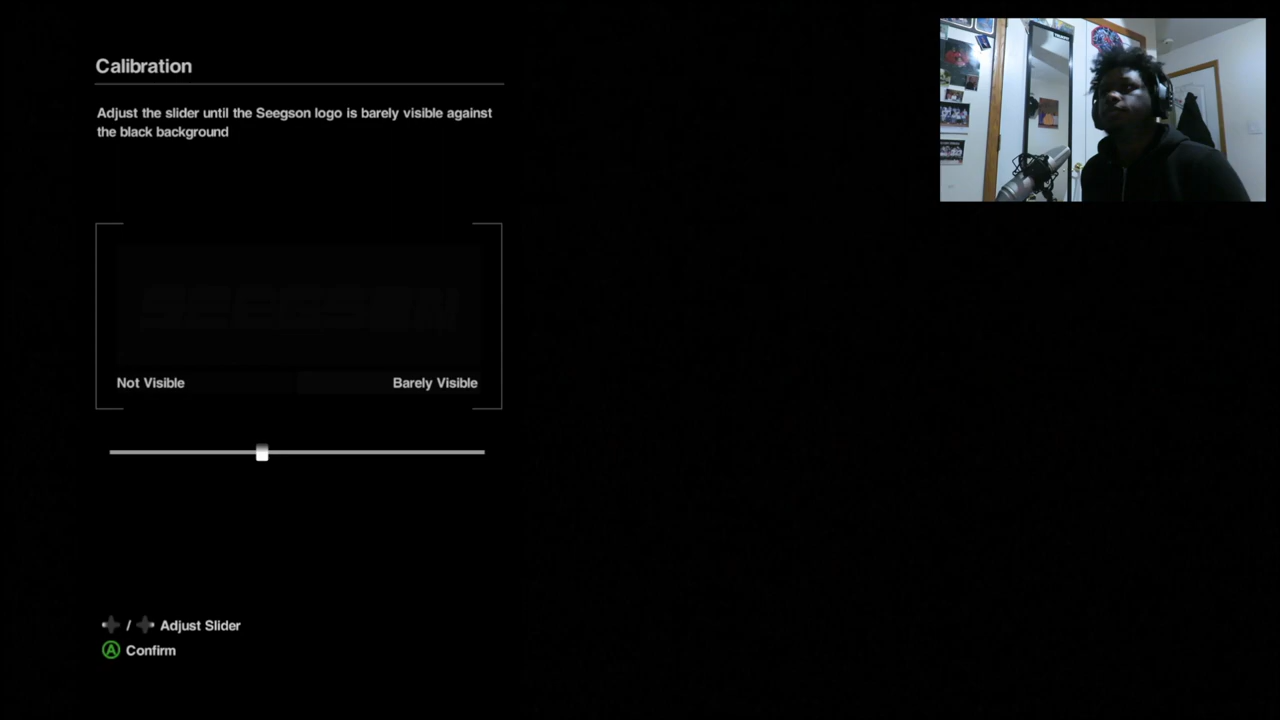 Calibration
Adjust the slider until the Seegson logo is barely visible against
the black background
SEEGSON
Not Visible
Barely Visible
/ Adjust Slider
A Confirm